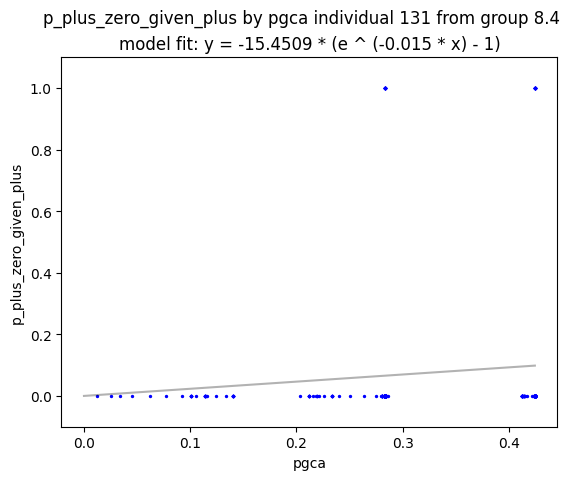 p_plus_zero_given_plus by pgca individual 131 from group 8.4
model fit: y = -15.4509 * (e ^ (-0.015 * x) - 1)
1.0
0.8
0.6
0.4
0.2
0.0
p_plus_zero_given_plus
0.0 0.1 0.2 0.3 0.4
pgca